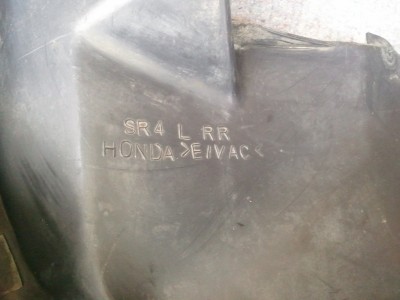 SR4 L RR
HONDA >E/VAC<